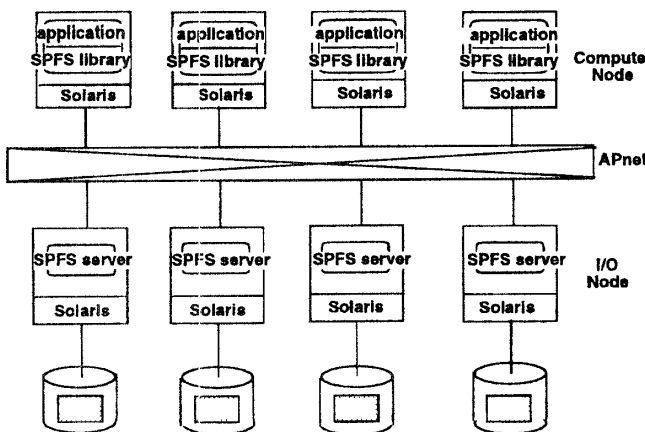 application application application application
SPFS library SPFS library SPFS library SPFS library
Compute
Node
Solaris Solaris Solaris Solaris
APnet
SPFS server SPFS server SPFS server SPFS server
I/O
Node
Solaris Solaris Solaris Solaris